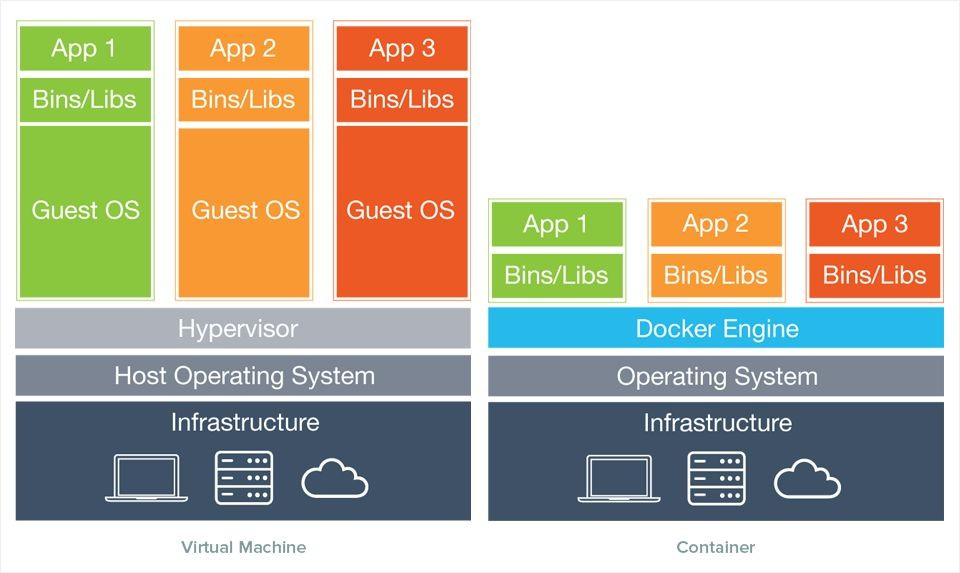 App 1
App 2
App 3
Bins/Libs
Bins/Libs
Bins/Libs
Guest OS
Guest OS
Guest OS
Hypervisor
Host Operating System
Infrastructure
Virtual Machine
App 1
App 2
App 3
Bins/Libs
Bins/Libs
Bins/Libs
Docker Engine
Operating System
Infrastructure
Container